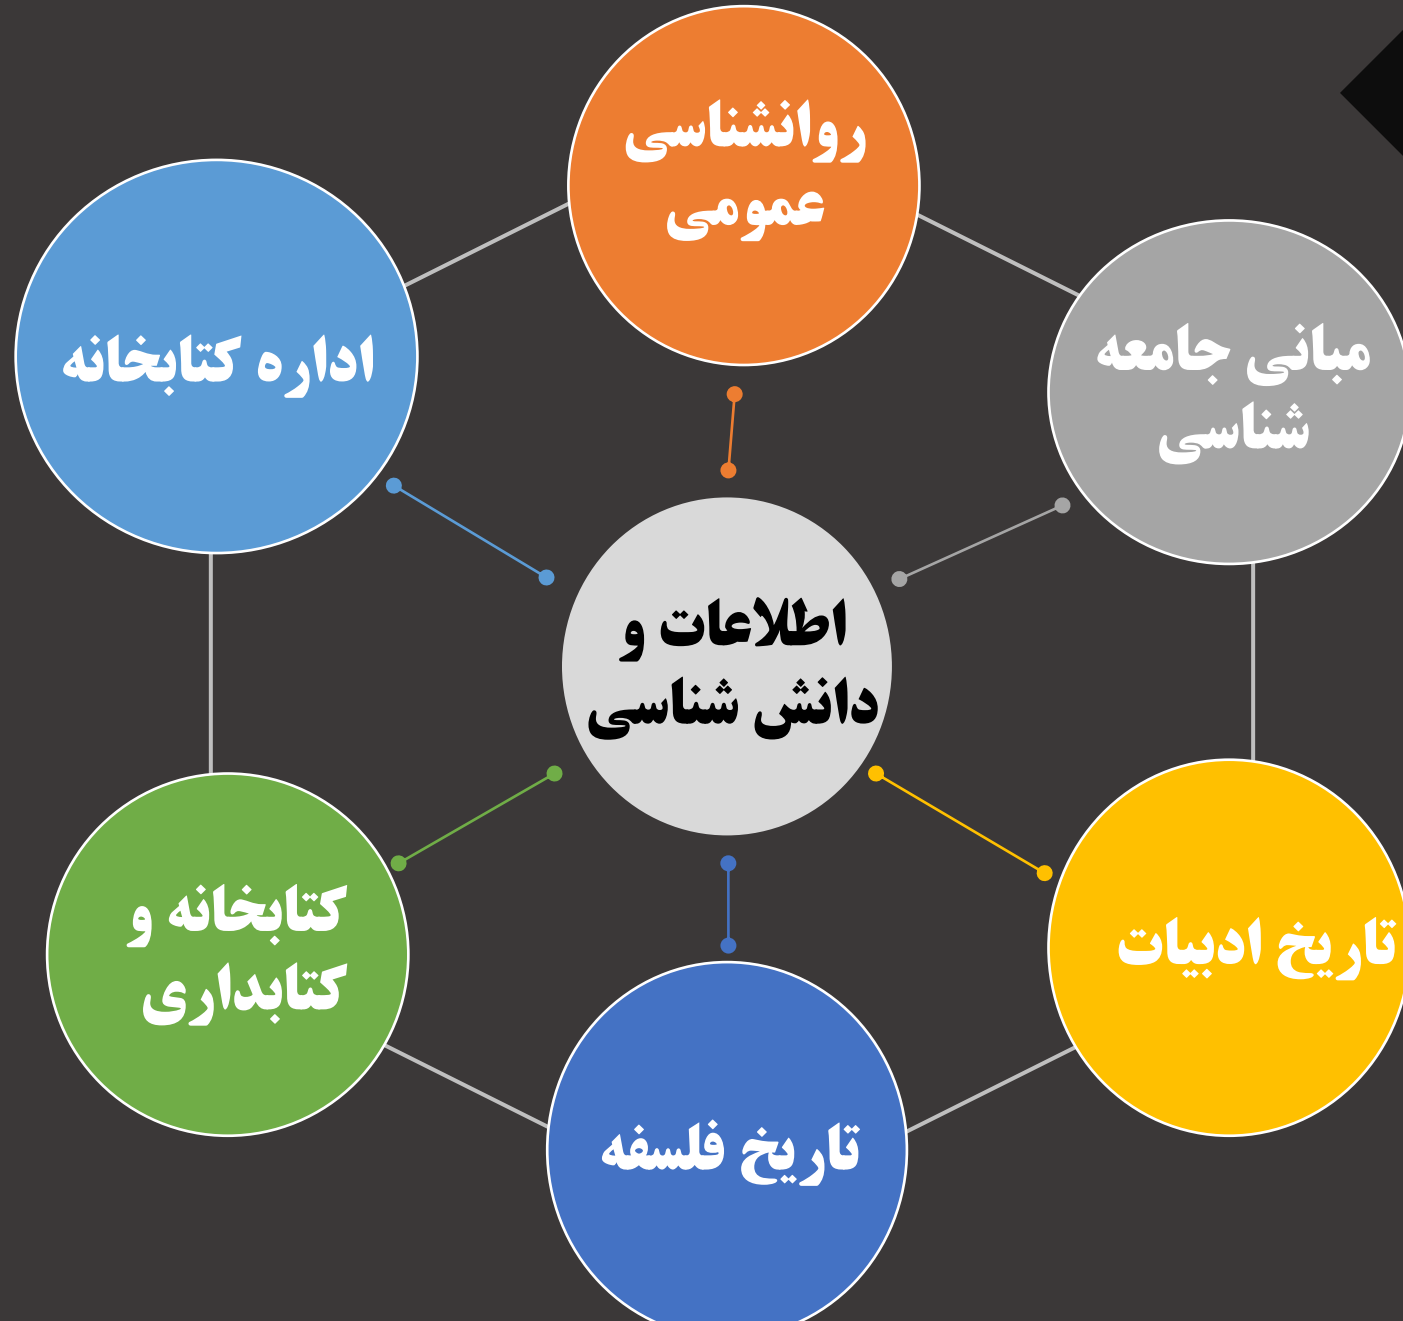 روانشناسی
عمومی
مبانی جامعه
شناسی
اداره کتابخانه
اطلاعات و
دانش شناسی
تاریخ ادبیات
کتابخانه و
کتابداری
تاریخ فلسفه